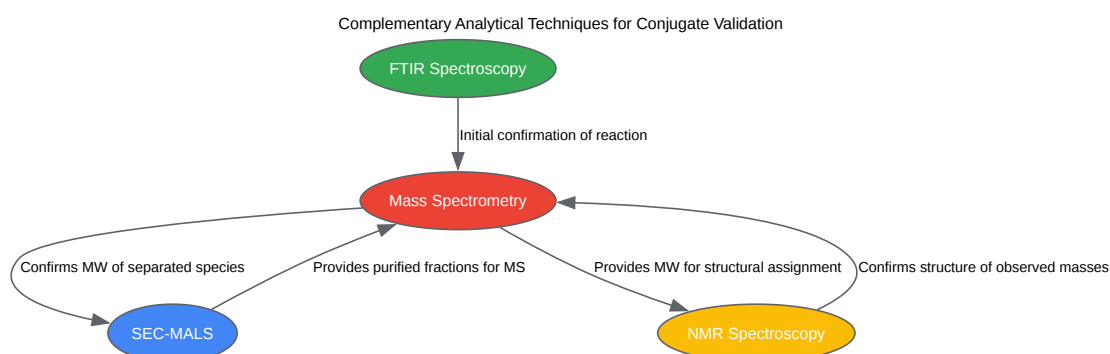 Complementary Analytical Techniques for Conjugate Validation
FTIR Spectroscopy
Initial confirmation of reaction
Mass Spectrometry
Confirms MW of separated species
Provides purified fractions for MS
Provides MW for structural assignment
Confirms structure of observed masses
SEC-MALS
NMR Spectroscopy